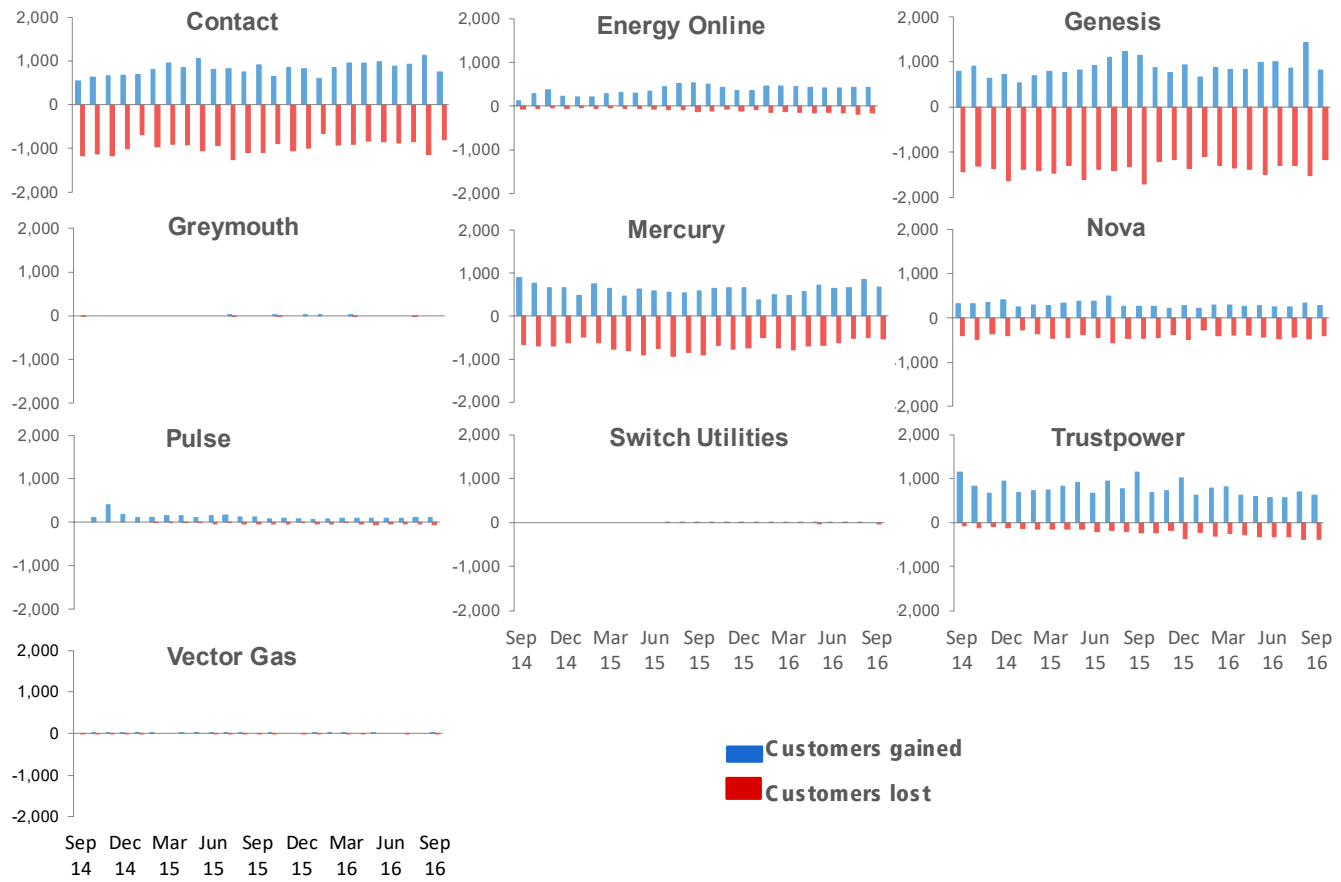 Contact
2,000
1,000
0
-1,000
-2,000
Energy Online
2,000
1,000
0
-1,000
-2,000
Genesis
2,000
1,000
0
-1,000
-2,000
Greymouth
2,000
1,000
0
-1,000
-2,000
Mercury
2,000
1,000
0
-1,000
-2,000
Nova
2,000
1,000
0
-1,000
-2,000
Pulse
2,000
1,000
0
-1,000
-2,000
Switch Utilities
2,000
1,000
0
-1,000
-2,000
Sep Dec Mar Jun Sep Dec Mar Jun Sep
14 14 15 15 15 15 16 16 16
Trustpower
2,000
1,000
0
-1,000
-2,000
Sep Dec Mar Jun Sep Dec Mar Jun Sep
14 14 15 15 15 15 16 16 16
Vector Gas
2,000
1,000
0
-1,000
-2,000
Sep Dec Mar Jun Sep Dec Mar Jun Sep
14 14 15 15 15 15 16 16 16
Customers gained
Customers lost